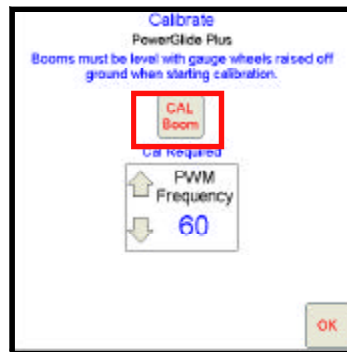 Calibrate
PowerGlide Plus
Booms must be level with gauge wheels raised off
ground when starting calibration.
CAL
Boom
Cal Required
PWM
Frequency
60
OK